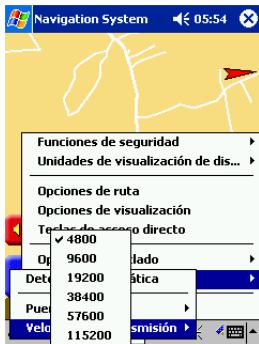 Navigation System 05:54
Funciones de seguridad
Unidades de visualización de dis...
Opciones de ruta
Opciones de visualización
Teclas de acceso directo
4800
9600
19200
38400
57600
115200